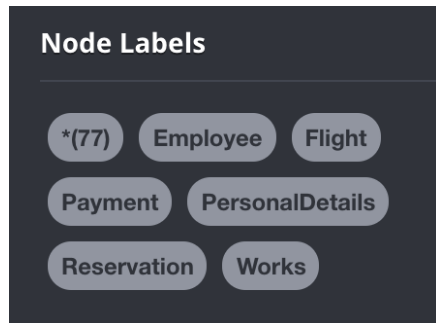 Node Labels
*(77) Employee Flight
Payment PersonalDetails
Reservation Works